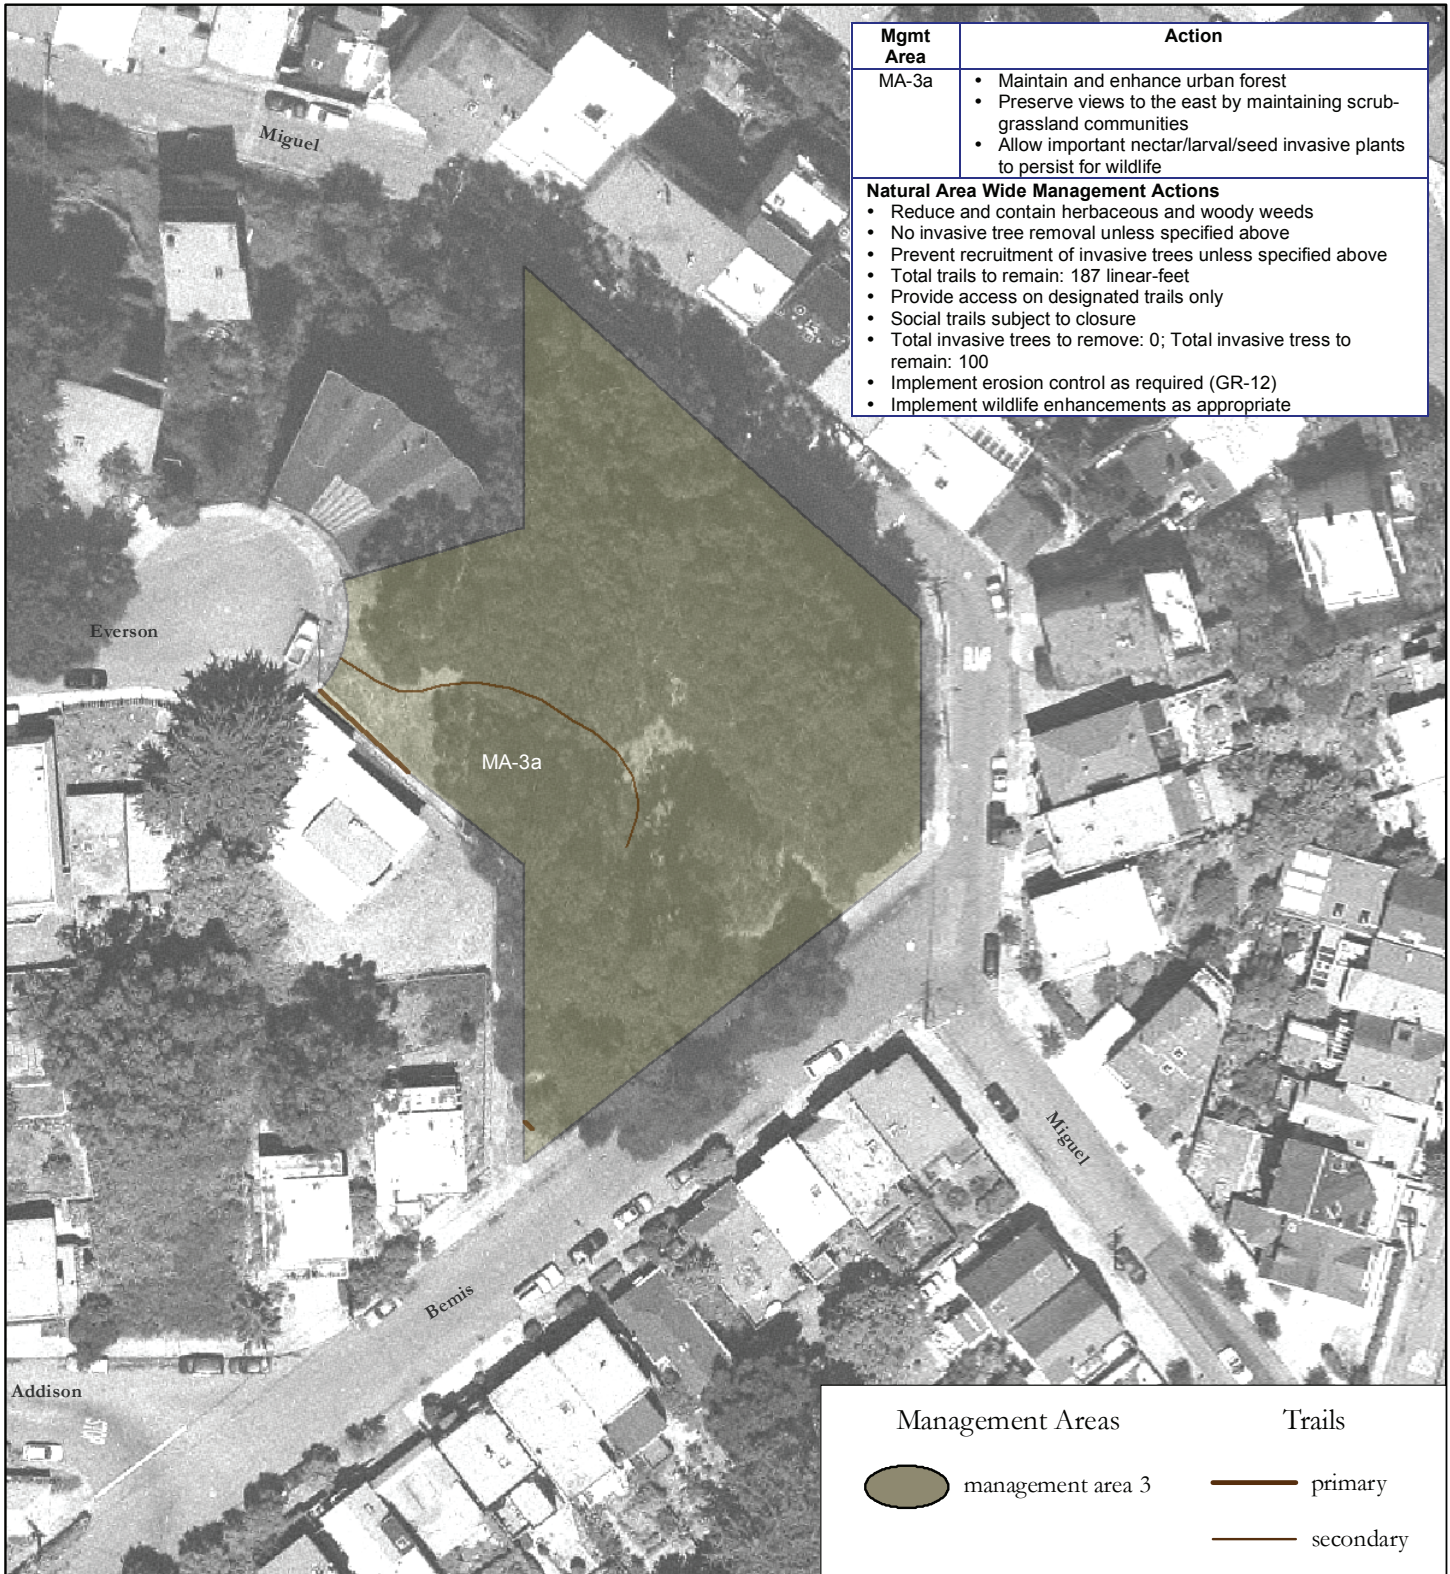 Mgmt Area Action
MA-3a • Maintain and enhance urban forest
• Preserve views to the east by maintaining scrub-
grassland communities
• Allow important nectar/larval/seed invasive plants
to persist for wildlife
Natural Area Wide Management Actions
• Reduce and contain herbaceous and woody weeds
• No invasive tree removal unless specified above
• Prevent recruitment of invasive trees unless specified above
• Total trails to remain: 187 linear-feet
• Provide access on designated trails only
• Social trails subject to closure
• Total invasive trees to remove: 0; Total invasive tress to
remain: 100
• Implement erosion control as required (GR-12)
• Implement wildlife enhancements as appropriate
Miguel
Everson
MA-3a
Miguel
Bemis
Addison
STOP
Management Areas
management area 3
Trails
primary
secondary